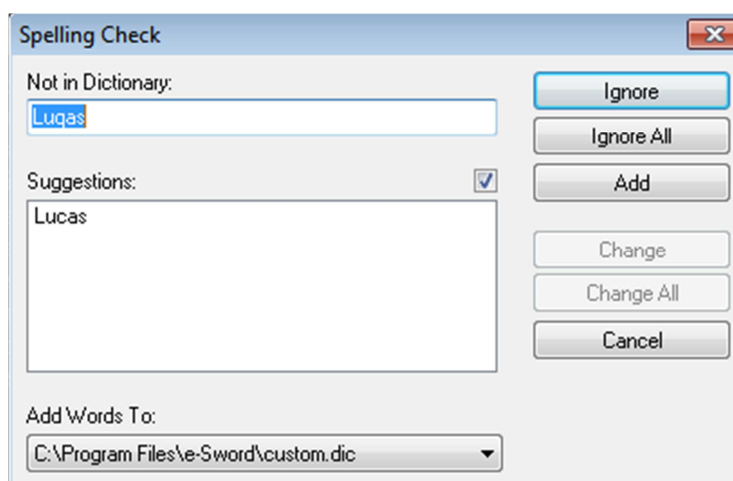 Spelling Check
Not in Dictionary:
Luqas
Suggestions:
Lucas
Add Words To:
C:\Program Files\e-Sword\custom.dic
Ignore
Ignore All
Add
Change
Change All
Cancel